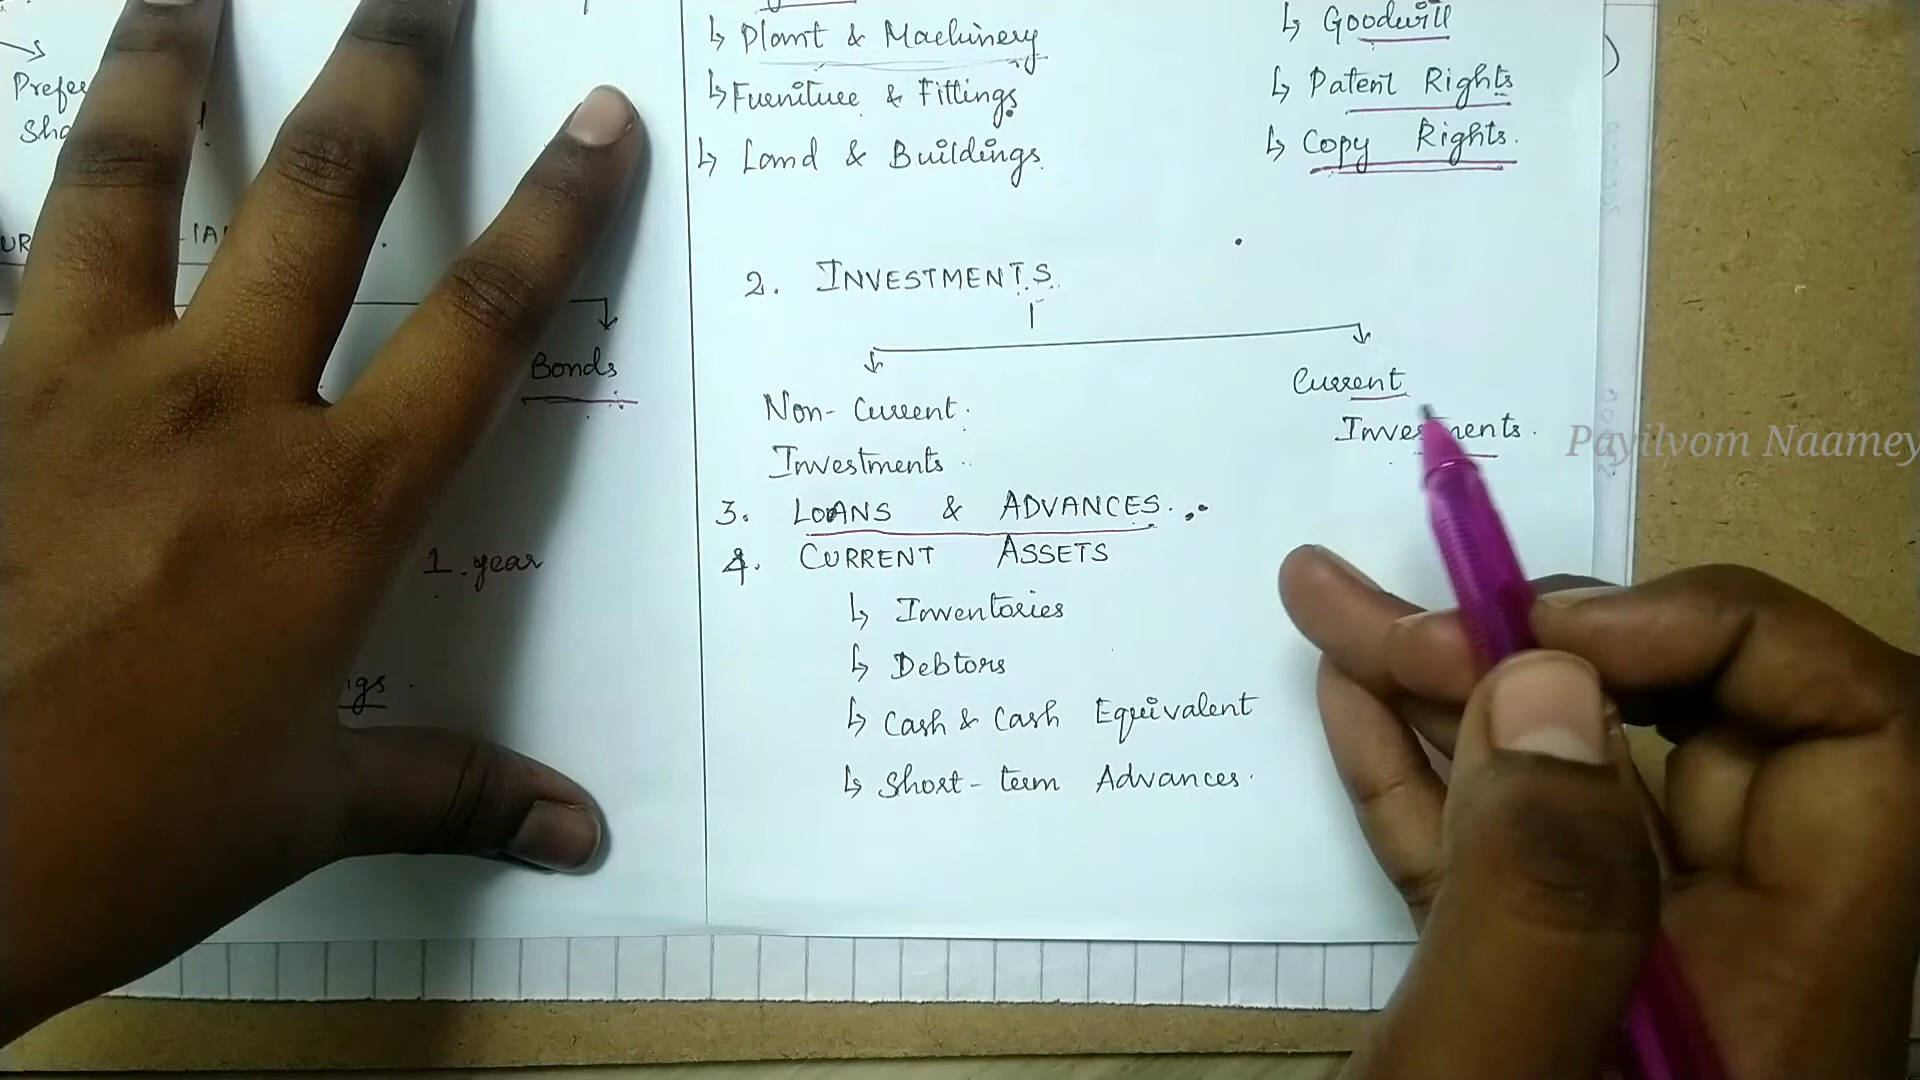 Bonds
1. year
Plant & Machinery
Furniture & Fittings
Land & Buildings.
Goodwill
Patent Rights
Copy Rights.
2. INVESTMENTS
Non-Current
Investments
Current
Investments.
3. LOANS & ADVANCES.
4. CURRENT ASSETS
Inventories
Debtors
Cash & Cash Equivalent
Short-term Advances.
Payilvom Naamey